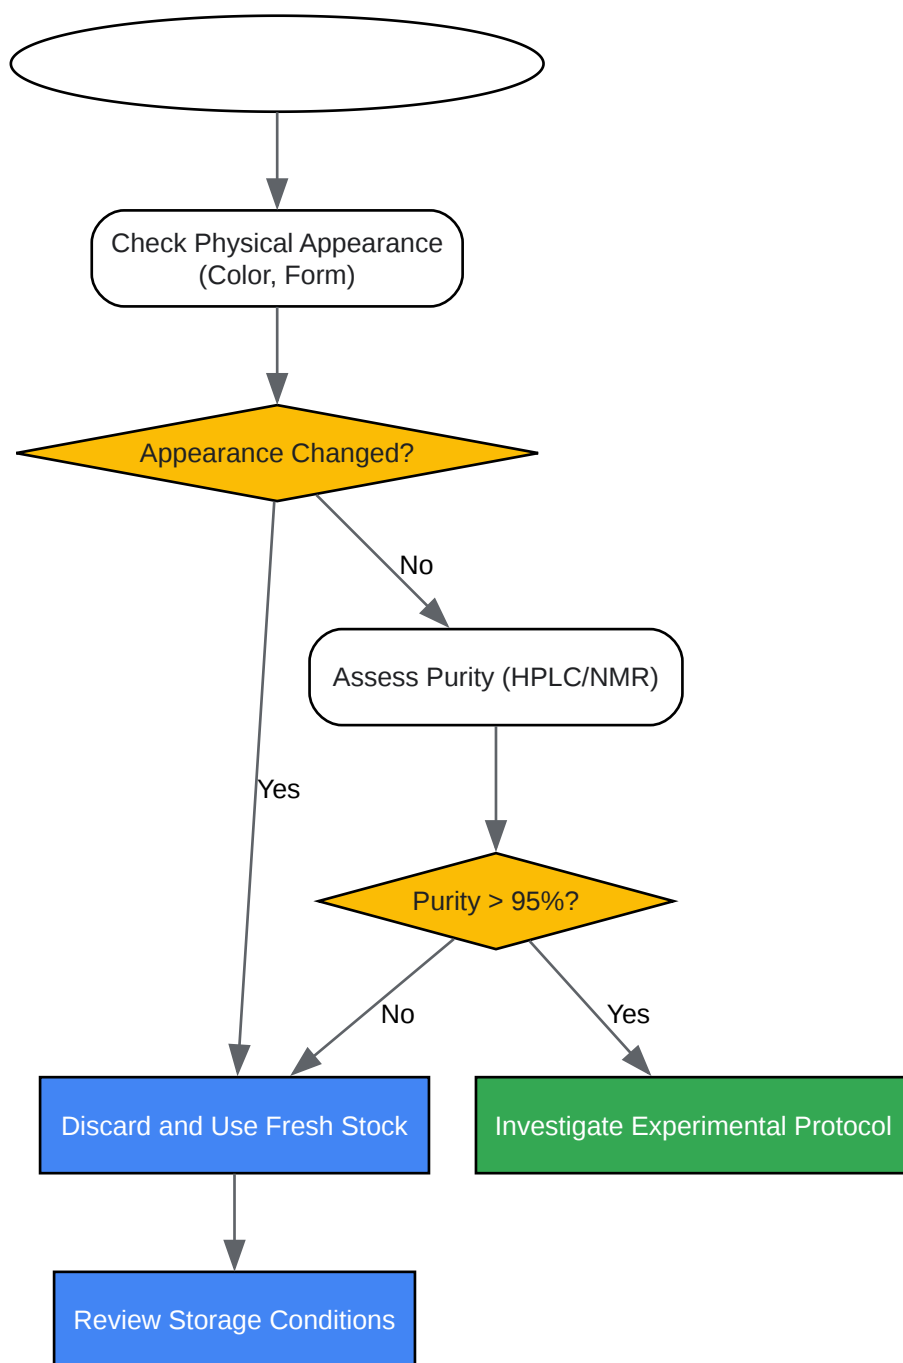 Check Physical Appearance
(Color, Form)
Appearance Changed?
No
Assess Purity (HPLC/NMR)
Yes
Purity > 95%?
No
Yes
Discard and Use Fresh Stock
Investigate Experimental Protocol
Review Storage Conditions